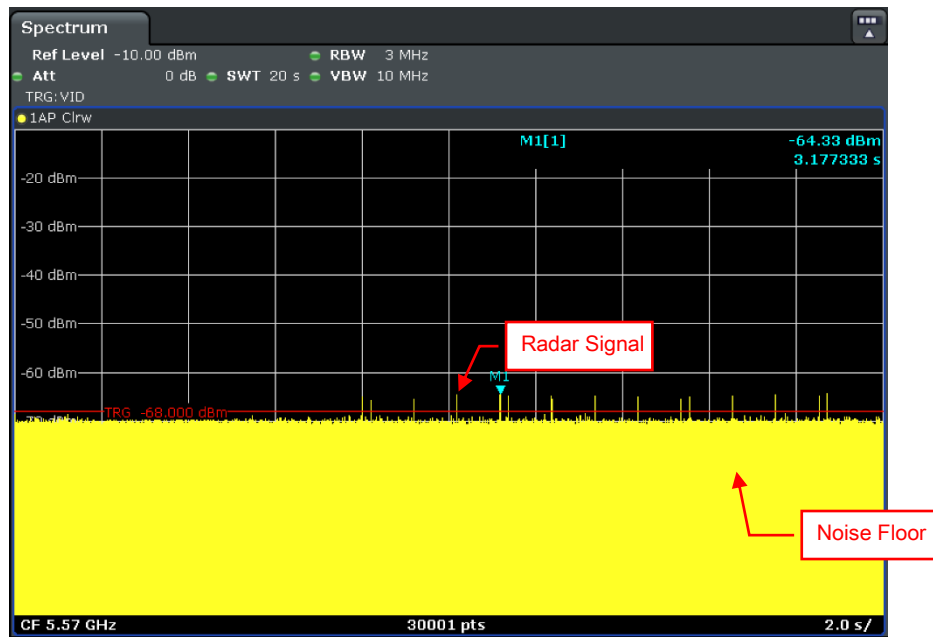 Spectrum
Ref Level -10.00 dBm RBW 3 MHz
Att 0 dB SWT 20 s VBW 10 MHz
TRG:VID
1AP Clrw
M1[1] -64.33 dBm
3.177333 s
-20 dBm
-30 dBm
-40 dBm
-50 dBm
Radar Signal
-60 dBm
M1
TRG -68.000 dBm
Noise Floor
CF 5.57 GHz 30001 pts 2.0 s/